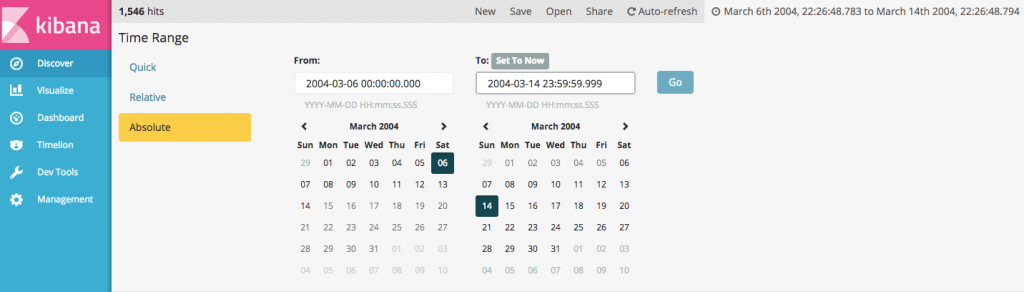 kibana
Discover
Visualize
Dashboard
Timelion
Dev Tools
Management
1,546 hits
New Save Open Share Auto-refresh March 6th 2004, 22:26:48.783 to March 14th 2004, 22:26:48.794
Time Range
Quick
Relative
Absolute
From:
2004-03-06 00:00:00.000
YYYY-MM-DD HH:mm:ss.SSS
March 2004
Sun Mon Tue Wed Thu Fri Sat
29 01 02 03 04 05 06
07 08 09 10 11 12 13
14 15 16 17 18 19 20
21 22 23 24 25 26 27
28 29 30 31 01 02 03
04 05 06 07 08 09 10
To: Set To Now
2004-03-14 23:59:59.999
YYYY-MM-DD HH:mm:ss.SSS
March 2004
Sun Mon Tue Wed Thu Fri Sat
29 01 02 03 04 05 06
07 08 09 10 11 12 13
14 15 16 17 18 19 20
21 22 23 24 25 26 27
28 29 30 31 01 02 03
04 05 06 07 08 09 10
Go